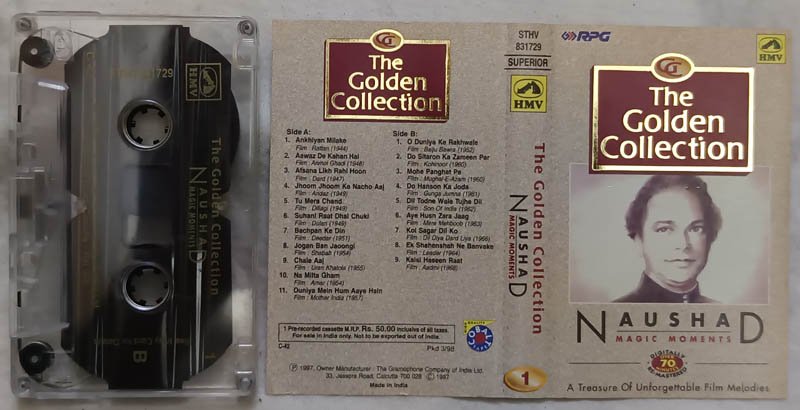 STHV 831729
HMV
The Golden Collection
NAUSHAD
MAGIC MOMENTS
B
The
Golden
Collection
Side A:
1. Ankhiyan Milake
Film : Rattan (1944)
2. Aawaz De Kahan Hai
Film : Anmol Ghadi (1946)
3. Afsana Likh Rahi Hoon
Film : Dard (1947)
4. Jhoom Jhoom Ke Nacho Aaj
Film : Andaz (1949)
5. Tu Mera Chand
Film : Dillagi (1949)
6. Suhani Raat Dhal Chuki
Film : Dulari (1949)
7. Bachpan Ke Din
Film : Deedar (1951)
8. Jogan Ban Jaoongi
Film : Shabab (1954)
9. Chale Aaj
Film : Uran Khatola (1955)
10. Na Milta Gham
Film : Amar (1954)
11. Duniya Mein Hum Aaye Hain
Film : Mother India (1957)
Side B:
1. O Duniya Ke Rakhwale
Film : Baiju Bawra (1952)
2. Do Sitaron Ka Zameen Par
Film : Kohinoor (1960)
3. Mohe Panghat Pe
Film : Mughal-E-Azam (1960)
4. Do Hanson Ka Joda
Film : Gunga Jumna (1961)
5. Dil Todne Wale Tujhe Dil
Film : Son Of India (1962)
6. Aye Husn Zara Jaag
Film : Mere Mehboob (1963)
7. Koi Sagar Dil Ko
Film : Dil Diya Dard Liya (1966)
8. Ek Shahenshah Ne Banvake
Film : Leader (1964)
9. Kaisi Haseen Raat
Film : Aadmi (1968)
1 Pre-recorded cassette M.R.P. Rs. 50.00 inclusive of all taxes.
For sale in India only. Not to be exported out of India.
C-42
Pkd 3/98
COBALT
℗ 1997. Owner Manufacturer : The Gramophone Company of India Ltd.
33, Jessore Road, Calcutta 700 028 © 1997
Made in India
STHV
831729
SUPERIOR
HMV
The Golden Collection
NAUSHAD
MAGIC MOMENTS
1
RPG
HMV
The
Golden
Collection
NAUSHAD
MAGIC MOMENTS
DIGITALLY
70
MINUTES
RE-MASTERED
A Treasure Of Unforgettable Film Melodies